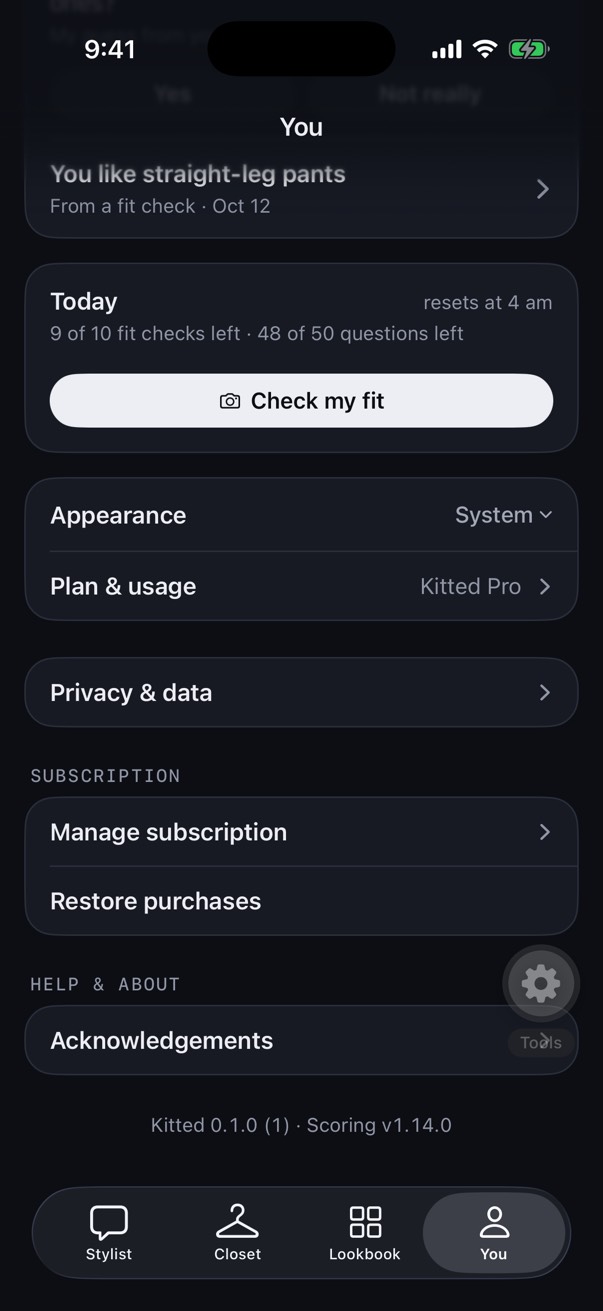 9:41
Yes
Not really
You
You like straight-leg pants
From a fit check · Oct 12
Today
resets at 4 am
9 of 10 fit checks left · 48 of 50 questions left
Check my fit
Appearance
System
Plan & usage
Kitted Pro
Privacy & data
SUBSCRIPTION
Manage subscription
Restore purchases
HELP & ABOUT
Acknowledgements
Tools
Kitted 0.1.0 (1) · Scoring v1.14.0
Stylist
Closet
Lookbook
You